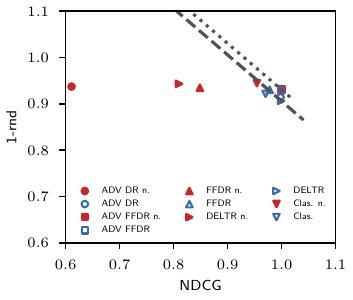 1.1
1.0
0.9
0.8
0.7
0.6
1-rnd
0.6 0.7 0.8 0.9 1.0 1.1
NDCG
ADV DR n. FFDR n. DELTR
ADV DR FFDR Clas. n.
ADV FFDR n. DELTR n. Clas.
ADV FFDR